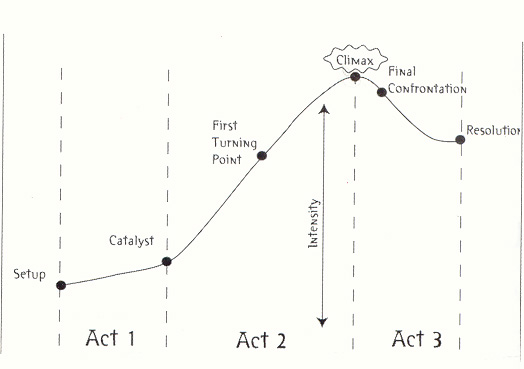 Climax
Final
Confrontation
First
Turning
Point
Resolution
Intensity
Catalyst
Setup
Act 1
Act 2
Act 3